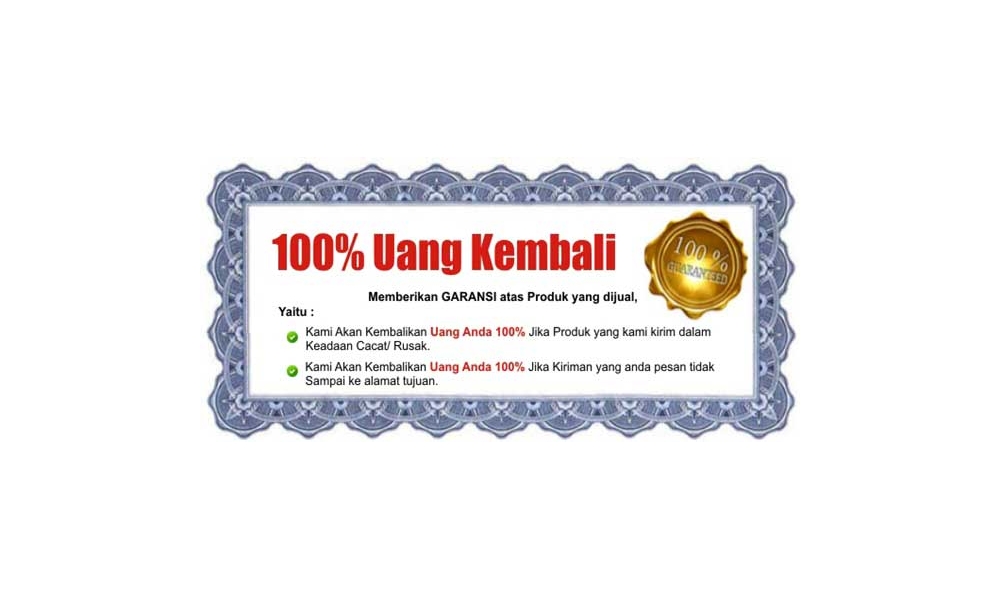 100% Uang Kembali
100 %
GUARANTEED
Memberikan GARANSI atas Produk yang dijual,
Yaitu :
Kami Akan Kembalikan Uang Anda 100% Jika Produk yang kami kirim dalam
Keadaan Cacat/ Rusak.
Kami Akan Kembalikan Uang Anda 100% Jika Kiriman yang anda pesan tidak
Sampai ke alamat tujuan.